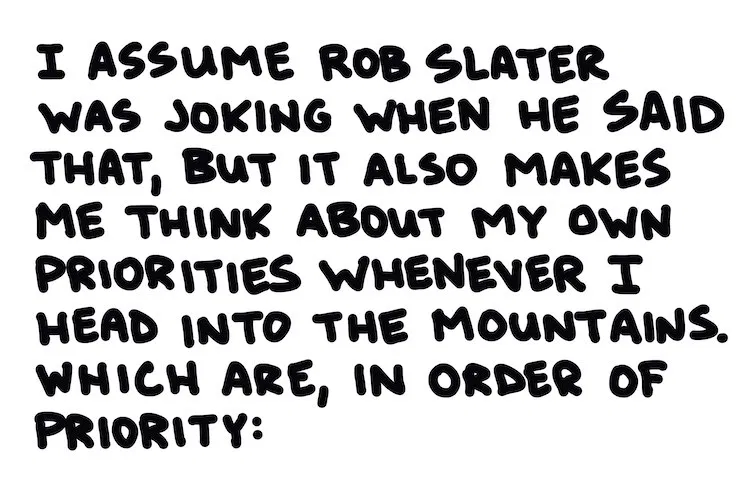 I ASSUME ROB SLATER
WAS JOKING WHEN HE SAID
THAT, BUT IT ALSO MAKES
ME THINK ABOUT MY OWN
PRIORITIES WHENEVER I
HEAD INTO THE MOUNTAINS.
WHICH ARE, IN ORDER OF
PRIORITY: